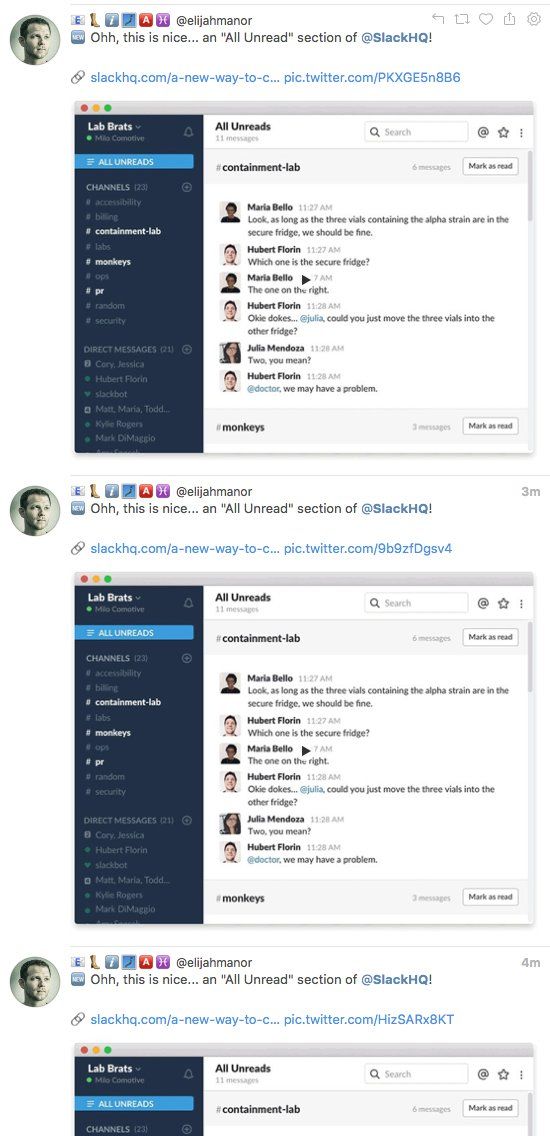 @elijahmanor
Ohh, this is nice... an "All Unread" section of @SlackHQ!
slackhq.com/a-new-way-to-c... pic.twitter.com/PKXGE5n8B6
Lab Brats
Milo Comotive
ALL UNREADS
CHANNELS (23)
# accessibility
# billing
# containment-lab
# labs
# monkeys
# ops
# pr
# random
# security
DIRECT MESSAGES (21)
Cory, Jessica
Hubert Florin
slackbot
4 Matt, Maria, Todd...
Kylie Rogers
Mark DiMaggio
All Unreads
11 messages
Search
#containment-lab
6 messages
Mark as read
Maria Bello 11:27 AM
Look, as long as the three vials containing the alpha strain are in the
secure fridge, we should be fine.
Hubert Florin 11:27 AM
Which one is the secure fridge?
Maria Bello 7 AM
The one on the right.
Hubert Florin 11:28 AM
Okie dokes... @julia, could you just move the three vials into the
other fridge?
Julia Mendoza 11:28 AM
Two, you mean?
Hubert Florin 11:28 AM
@doctor, we may have a problem.
#monkeys
3 messages
Mark as read
@elijahmanor
3m
Ohh, this is nice... an "All Unread" section of @SlackHQ!
slackhq.com/a-new-way-to-c... pic.twitter.com/9b9zfDgsv4
Lab Brats
Milo Comotive
ALL UNREADS
CHANNELS (23)
# accessibility
# billing
# containment-lab
# labs
# monkeys
# ops
# pr
# random
# security
DIRECT MESSAGES (21)
Cory, Jessica
Hubert Florin
slackbot
4 Matt, Maria, Todd...
Kylie Rogers
Mark DiMaggio
All Unreads
11 messages
Search
#containment-lab
6 messages
Mark as read
Maria Bello 11:27 AM
Look, as long as the three vials containing the alpha strain are in the
secure fridge, we should be fine.
Hubert Florin 11:27 AM
Which one is the secure fridge?
Maria Bello 7 AM
The one on the right.
Hubert Florin 11:28 AM
Okie dokes... @julia, could you just move the three vials into the
other fridge?
Julia Mendoza 11:28 AM
Two, you mean?
Hubert Florin 11:28 AM
@doctor, we may have a problem.
#monkeys
3 messages
Mark as read
@elijahmanor
4m
Ohh, this is nice... an "All Unread" section of @SlackHQ!
slackhq.com/a-new-way-to-c... pic.twitter.com/HizSARx8KT
Lab Brats
Milo Comotive
ALL UNREADS
CHANNELS (23)
All Unreads
11 messages
Search
#containment-lab
6 messages
Mark as read